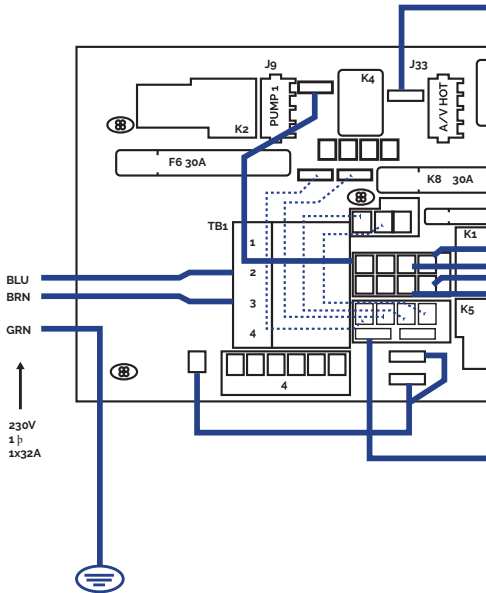 J9
J33
K4
PUMP 1
A/V HOT
K2
F6 30A
K8 30A
TB1
1
K1
2
BLU
BRN
3
K5
GRN
4
4
230V
1 þ
1x32A